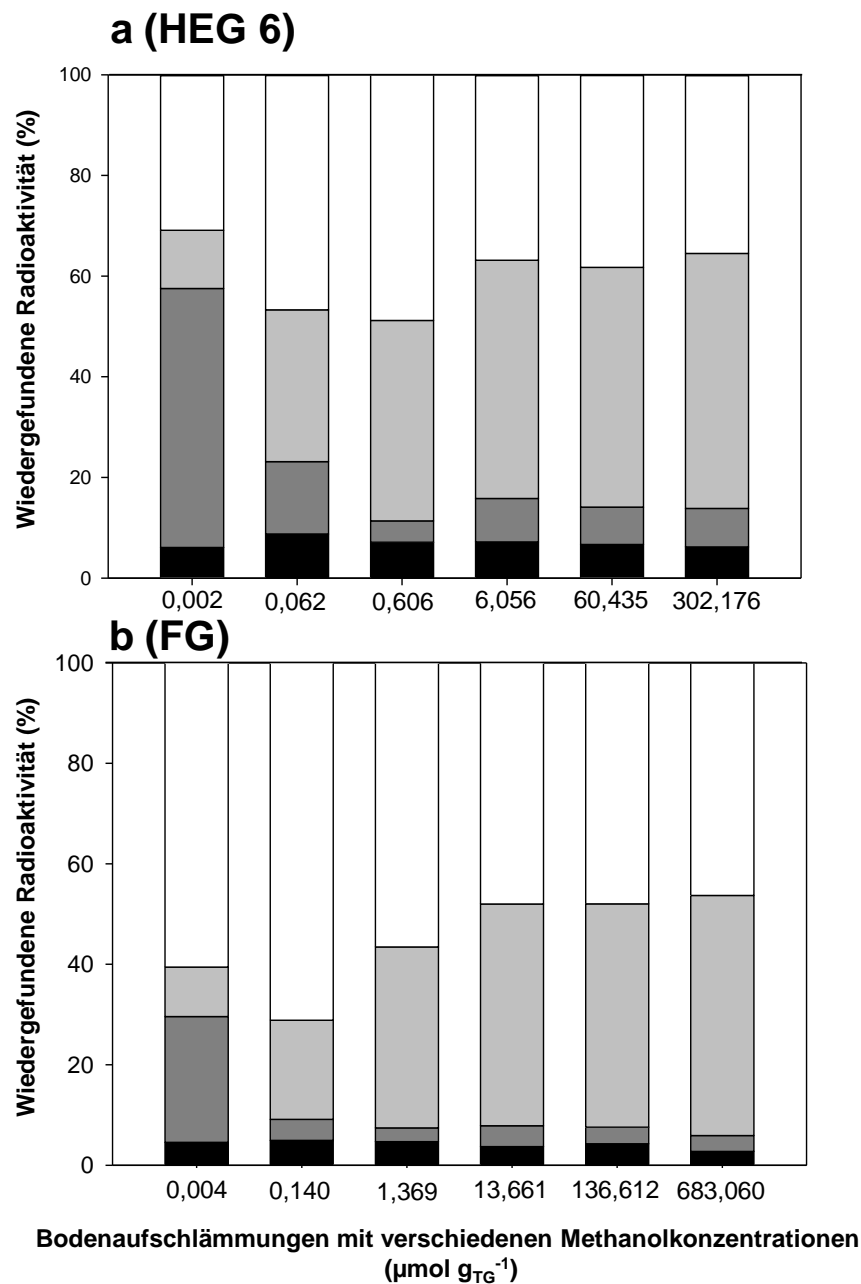 a (HEG 6)
Wiedergefundene Radioaktivität (%)
100
80
60
40
20
0
0,002 0,062 0,606 6,056 60,435 302,176
b (FG)
Wiedergefundene Radioaktivität (%)
100
80
60
40
20
0
0,004 0,140 1,369 13,661 136,612 683,060
Bodenaufschlämmungen mit verschiedenen Methanolkonzentrationen
(µmol g_TG^-1)